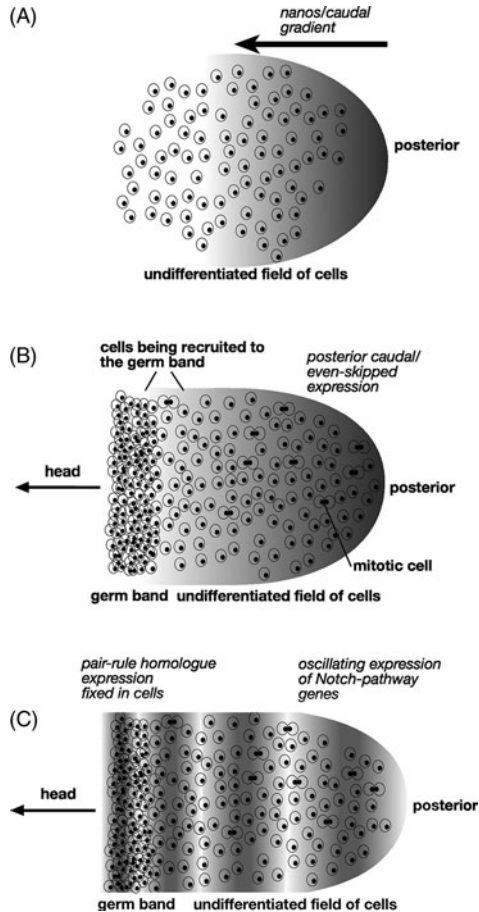 (A)
nanos/caudal
gradient
posterior
undifferentiated field of cells
(B)
cells being recruited to
the germ band
posterior caudal/
even-skipped
expression
head
posterior
mitotic cell
germ band undifferentiated field of cells
pair-rule homologue
expression
fixed in cells
oscillating expression
of Notch-pathway
genes
(C)
head
posterior
germ band undifferentiated field of cells